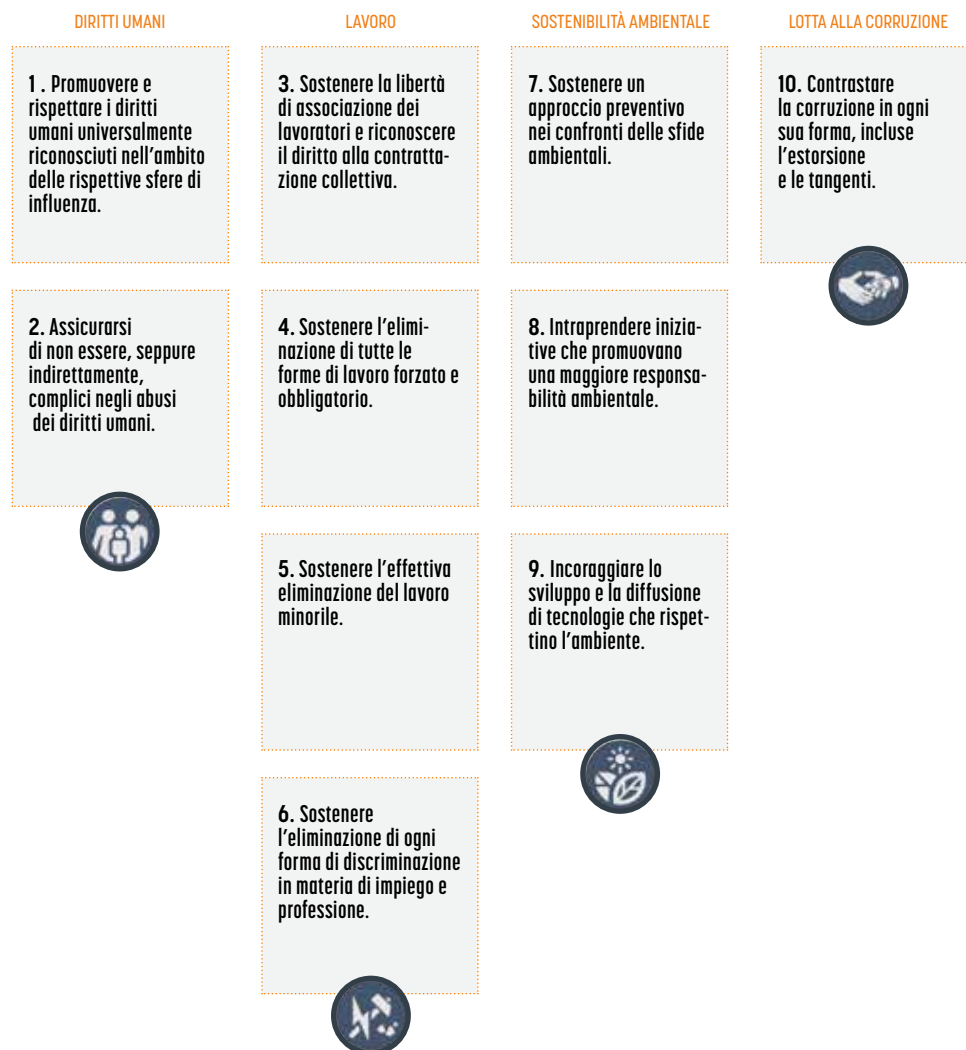 DIRITTI UMANI
1 . Promuovere e
rispettare i diritti
umani universalmente
riconosciuti nell'ambito
delle rispettive sfere di
influenza.
2. Assicurarsi
di non essere, seppure
indirettamente,
complici negli abusi
dei diritti umani.
LAVORO
3. Sostenere la libertà
di associazione dei
lavoratori e riconoscere
il diritto alla contratta-
zione collettiva.
4. Sostenere l'elimi-
nazione di tutte le
forme di lavoro forzato e
obbligatorio.
5. Sostenere l'effettiva
eliminazione del lavoro
minorile.
6. Sostenere
l'eliminazione di ogni
forma di discriminazione
in materia di impiego e
professione.
SOSTENIBILITÀ AMBIENTALE
7. Sostenere un
approccio preventivo
nei confronti delle sfide
ambientali.
8. Intraprendere inizia-
tive che promuovano
una maggiore responsa-
bilità ambientale.
9. Incoraggiare lo
sviluppo e la diffusione
di tecnologie che rispet-
tino l'ambiente.
LOTTA ALLA CORRUZIONE
10. Contrastare
la corruzione in ogni
sua forma, incluse
l'estorsione
e le tangenti.